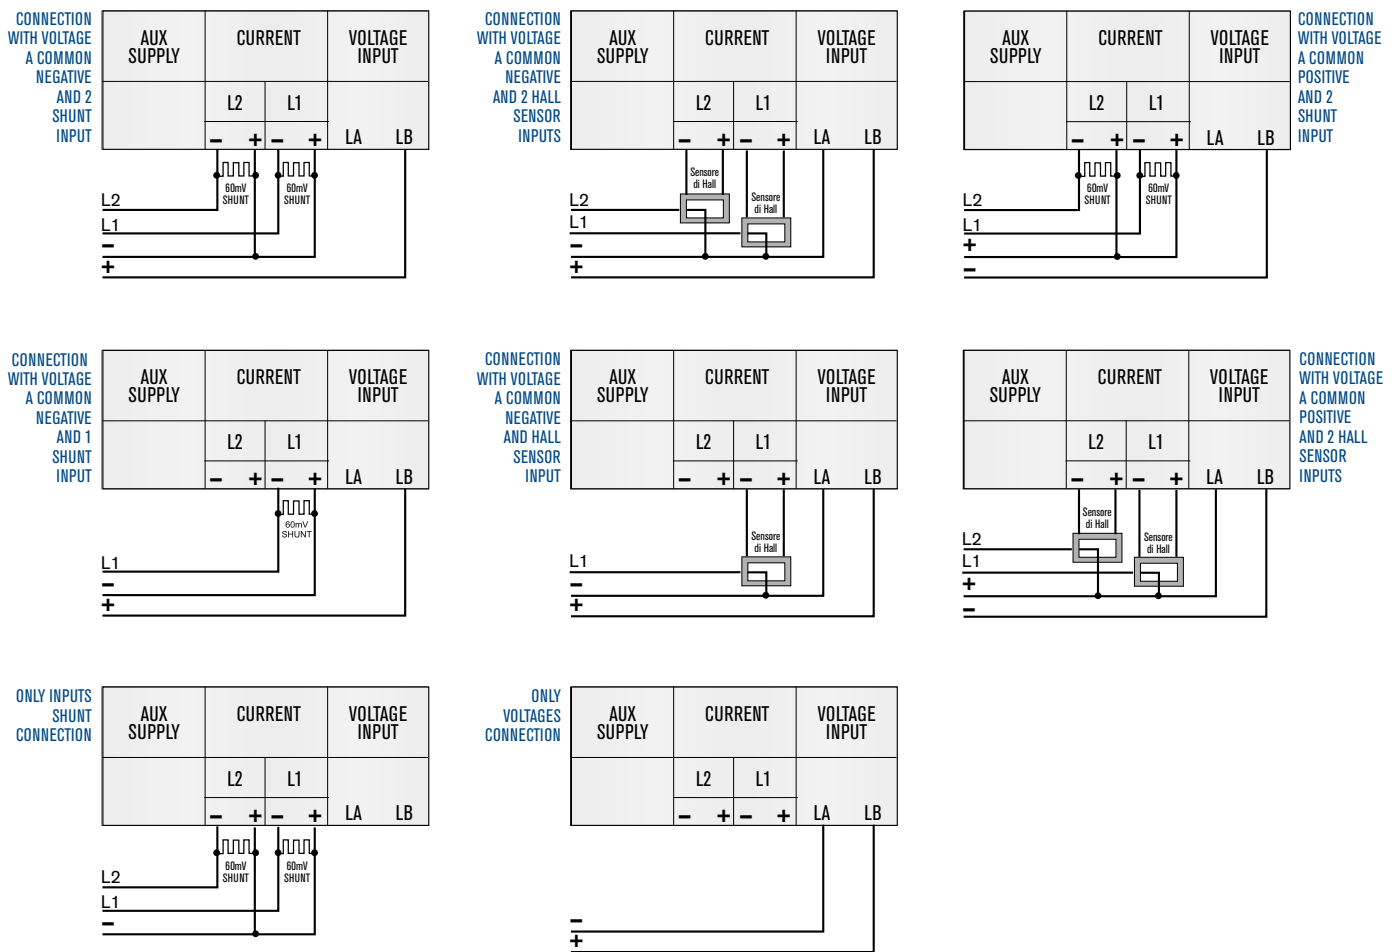 CONNECTION
WITH VOLTAGE
A COMMON
NEGATIVE
AND 2
SHUNT
INPUT
AUX
SUPPLY
CURRENT
VOLTAGE
INPUT
L2
L1
− + − +
LA
LB
60mV
SHUNT
60mV
SHUNT
L2
L1
−
+
CONNECTION
WITH VOLTAGE
A COMMON
NEGATIVE
AND 2 HALL
SENSOR
INPUTS
AUX
SUPPLY
CURRENT
VOLTAGE
INPUT
L2
L1
− + − +
LA
LB
Sensore
di Hall
Sensore
di Hall
L2
L1
−
+
AUX
SUPPLY
CURRENT
VOLTAGE
INPUT
L2
L1
− + − +
LA
LB
60mV
SHUNT
60mV
SHUNT
L2
L1
+
−
CONNECTION
WITH VOLTAGE
A COMMON
POSITIVE
AND 2
SHUNT
INPUT
CONNECTION
WITH VOLTAGE
A COMMON
NEGATIVE
AND 1
SHUNT
INPUT
AUX
SUPPLY
CURRENT
VOLTAGE
INPUT
L2
L1
− + − +
LA
LB
60mV
SHUNT
L1
−
+
CONNECTION
WITH VOLTAGE
A COMMON
NEGATIVE
AND HALL
SENSOR
INPUT
AUX
SUPPLY
CURRENT
VOLTAGE
INPUT
L2
L1
− + − +
LA
LB
Sensore
di Hall
L1
−
+
AUX
SUPPLY
CURRENT
VOLTAGE
INPUT
L2
L1
− + − +
LA
LB
Sensore
di Hall
Sensore
di Hall
L2
L1
+
−
CONNECTION
WITH VOLTAGE
A COMMON
POSITIVE
AND 2 HALL
SENSOR
INPUTS
ONLY INPUTS
SHUNT
CONNECTION
AUX
SUPPLY
CURRENT
VOLTAGE
INPUT
L2
L1
− + − +
LA
LB
60mV
SHUNT
60mV
SHUNT
L2
L1
−
ONLY
VOLTAGES
CONNECTION
AUX
SUPPLY
CURRENT
VOLTAGE
INPUT
L2
L1
− + − +
LA
LB
−
+